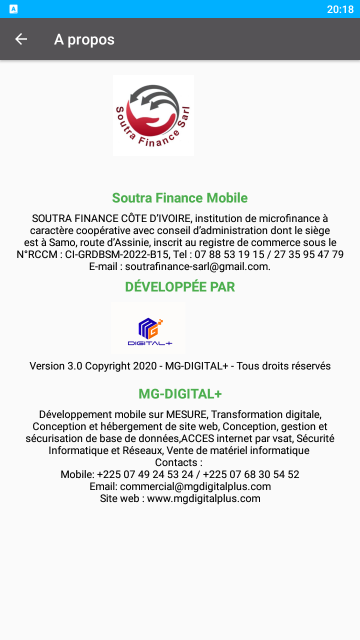 20:18
A propos
Soutra Finance Sarl
Soutra Finance Mobile
SOUTRA FINANCE CÔTE D'IVOIRE, institution de microfinance à
caractère coopérative avec conseil d'administration dont le siège
est à Samo, route d'Assinie, inscrit au registre de commerce sous le
N°RCCM : CI-GRDBSM-2022-B15, Tel : 07 88 53 19 15 / 27 35 95 47 79
E-mail : soutrafinance-sarl@gmail.com.
DÉVELOPPÉE PAR
DIGITAL+
Version 3.0 Copyright 2020 - MG-DIGITAL+ - Tous droits réservés
MG-DIGITAL+
Développement mobile sur MESURE, Transformation digitale,
Conception et hébergement de site web, Conception, gestion et
sécurisation de base de données,ACCES internet par vsat, Sécurité
Informatique et Réseaux, Vente de matériel informatique
Contacts :
Mobile: +225 07 49 24 53 24 / +225 07 68 30 54 52
Email: commercial@mgdigitalplus.com
Site web : www.mgdigitalplus.com